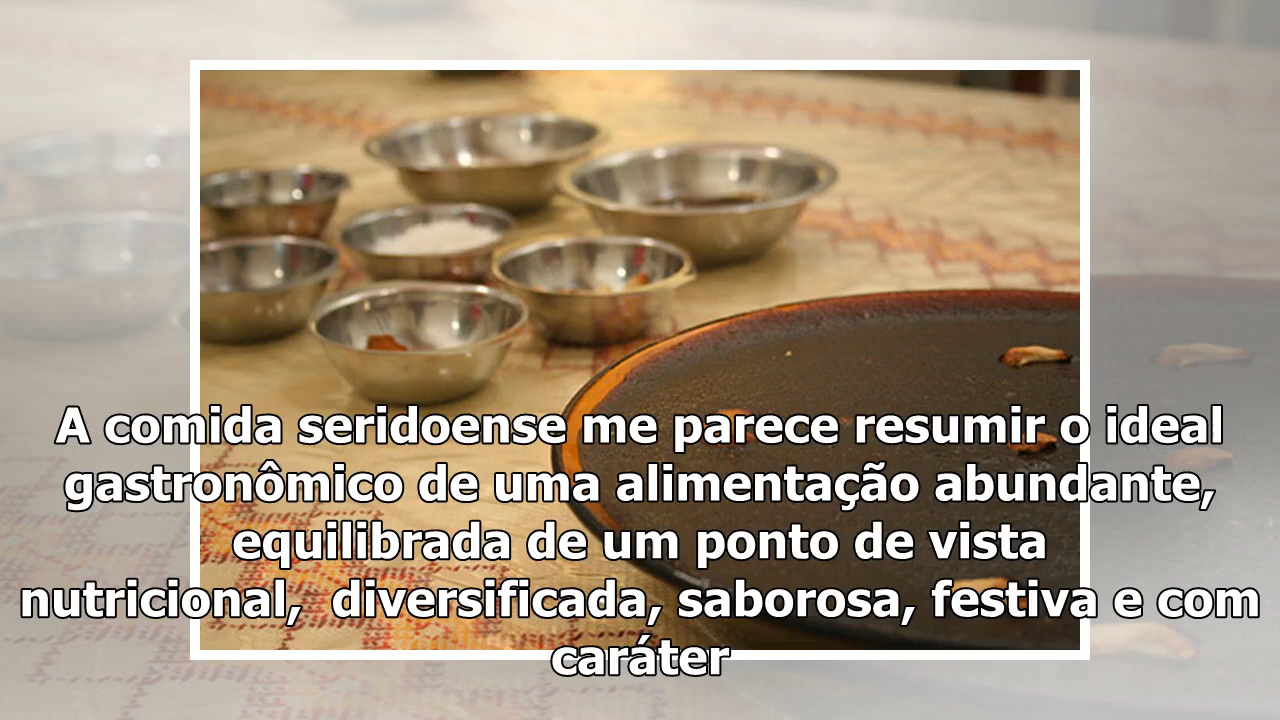 A comida seridoense me parece resumir o ideal
gastronômico de uma alimentação abundante,
equilibrada de um ponto de vista
nutricional,  diversificada, saborosa, festiva e com
caráter